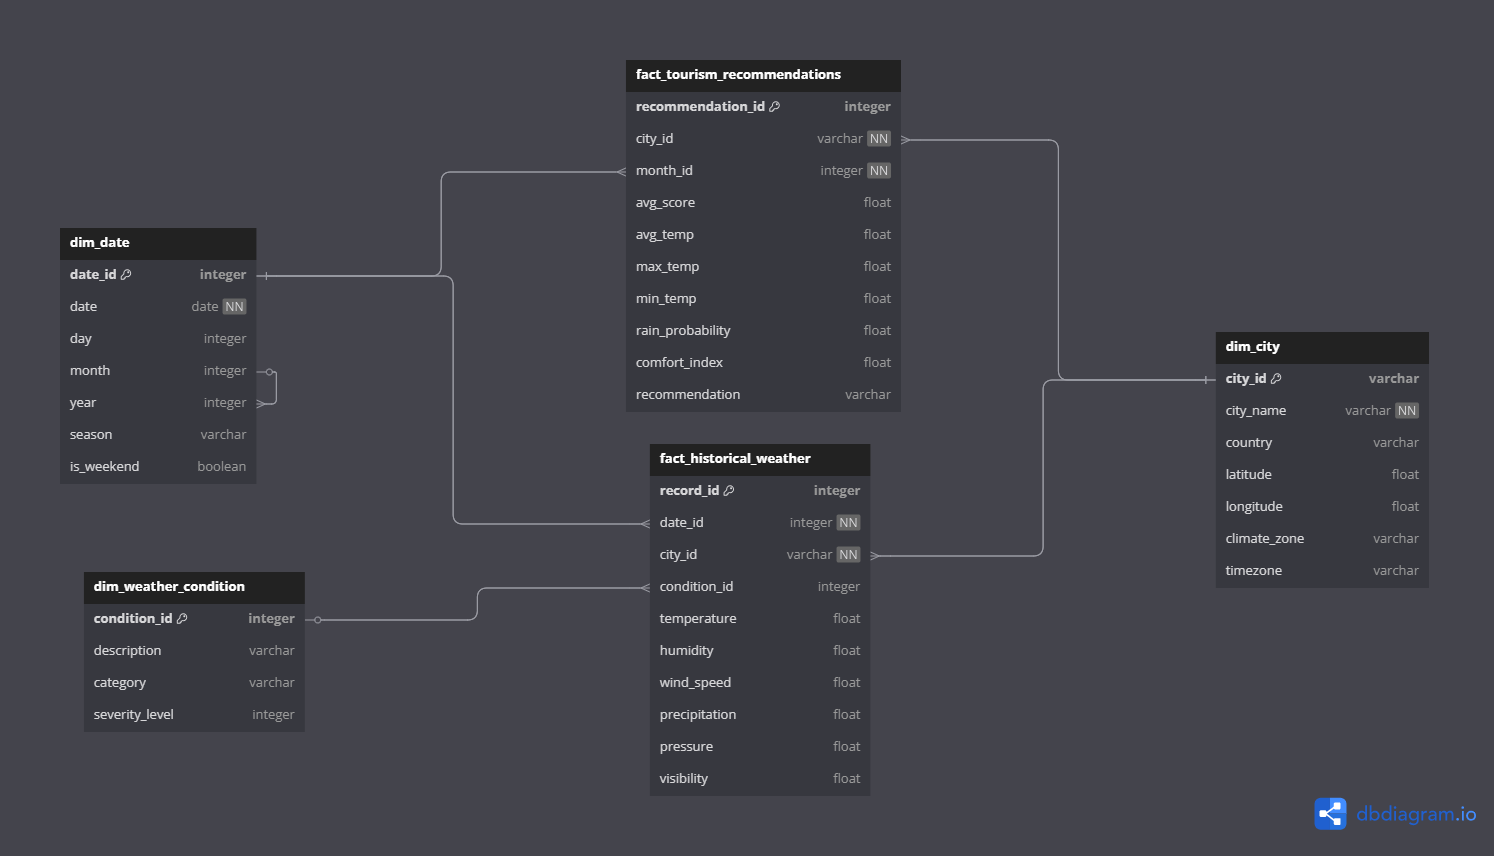 fact_tourism_recommendations
recommendation_id integer
city_id varchar NN
month_id integer NN
avg_score float
avg_temp float
max_temp float
min_temp float
rain_probability float
comfort_index float
recommendation varchar
dim_date
date_id integer
date date NN
day integer
month integer
year integer
season varchar
is_weekend boolean
dim_city
city_id varchar
city_name varchar NN
country varchar
latitude float
longitude float
climate_zone varchar
timezone varchar
fact_historical_weather
record_id integer
date_id integer NN
city_id varchar NN
condition_id integer
temperature float
humidity float
wind_speed float
precipitation float
pressure float
visibility float
dim_weather_condition
condition_id integer
description varchar
category varchar
severity_level integer
dbdiagram.io